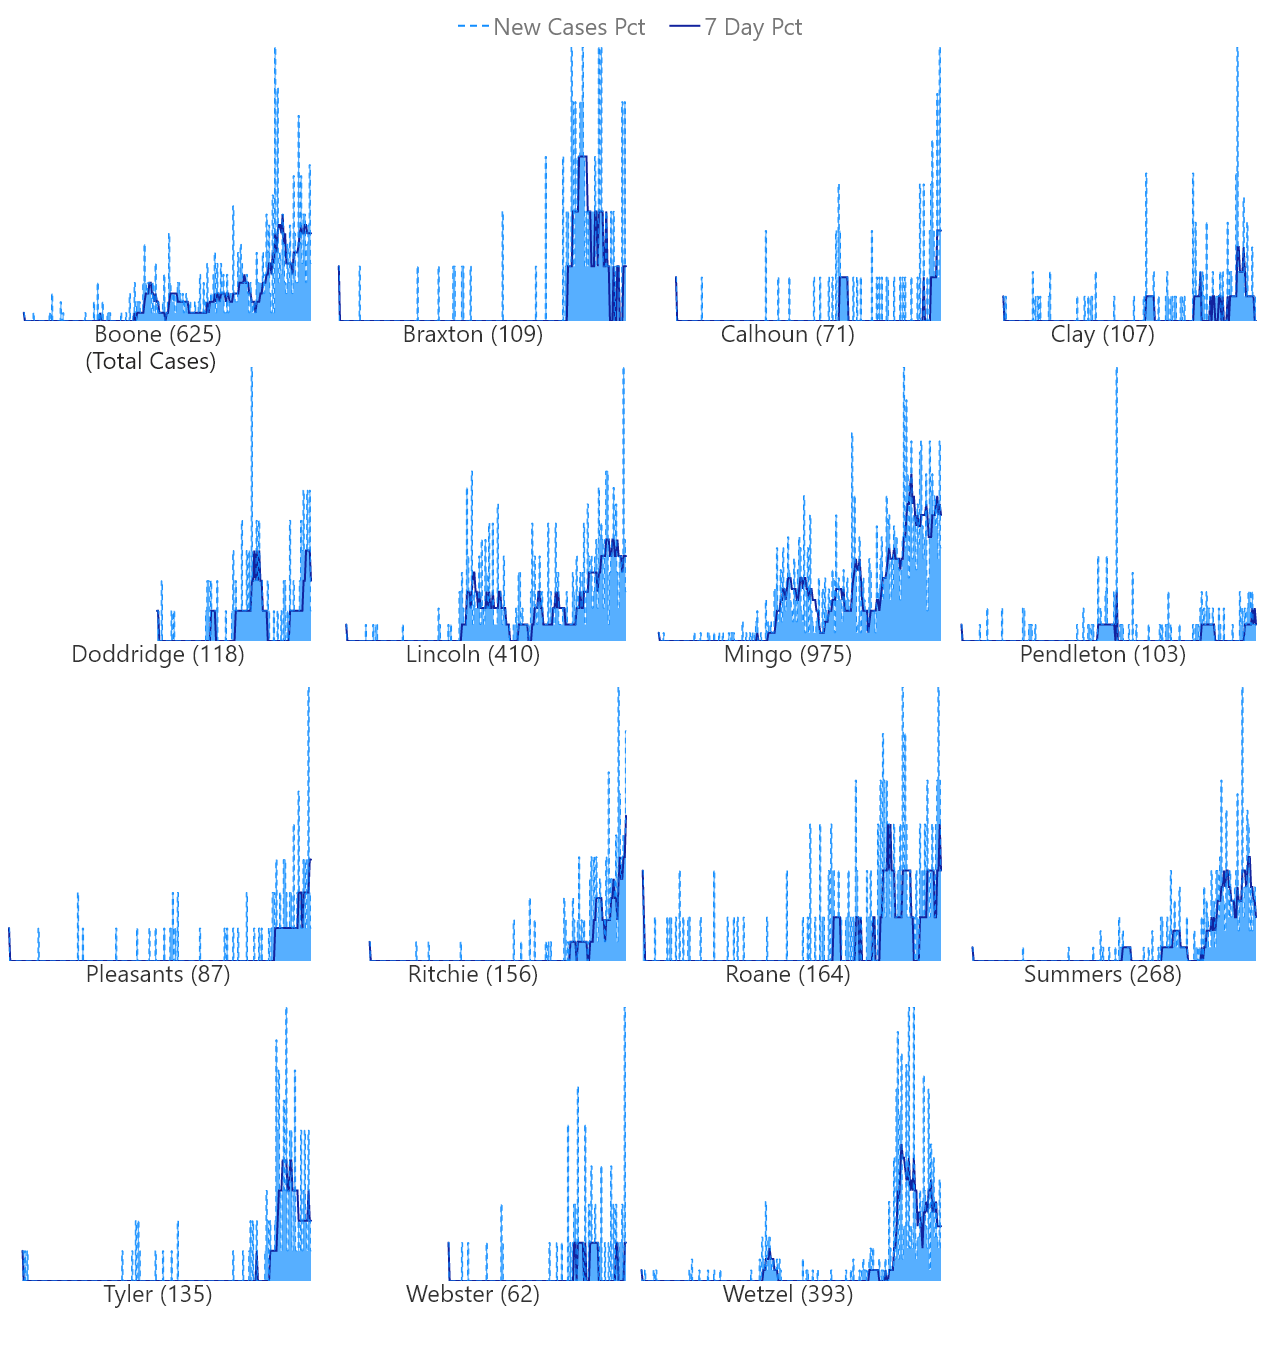 New Cases Pct 7 Day Pct
Boone (625) Braxton (109) Calhoun (71) Clay (107)
(Total Cases)
Doddridge (118) Lincoln (410) Mingo (975) Pendleton (103)
Pleasants (87) Ritchie (156) Roane (164) Summers (268)
Tyler (135) Webster (62) Wetzel (393)